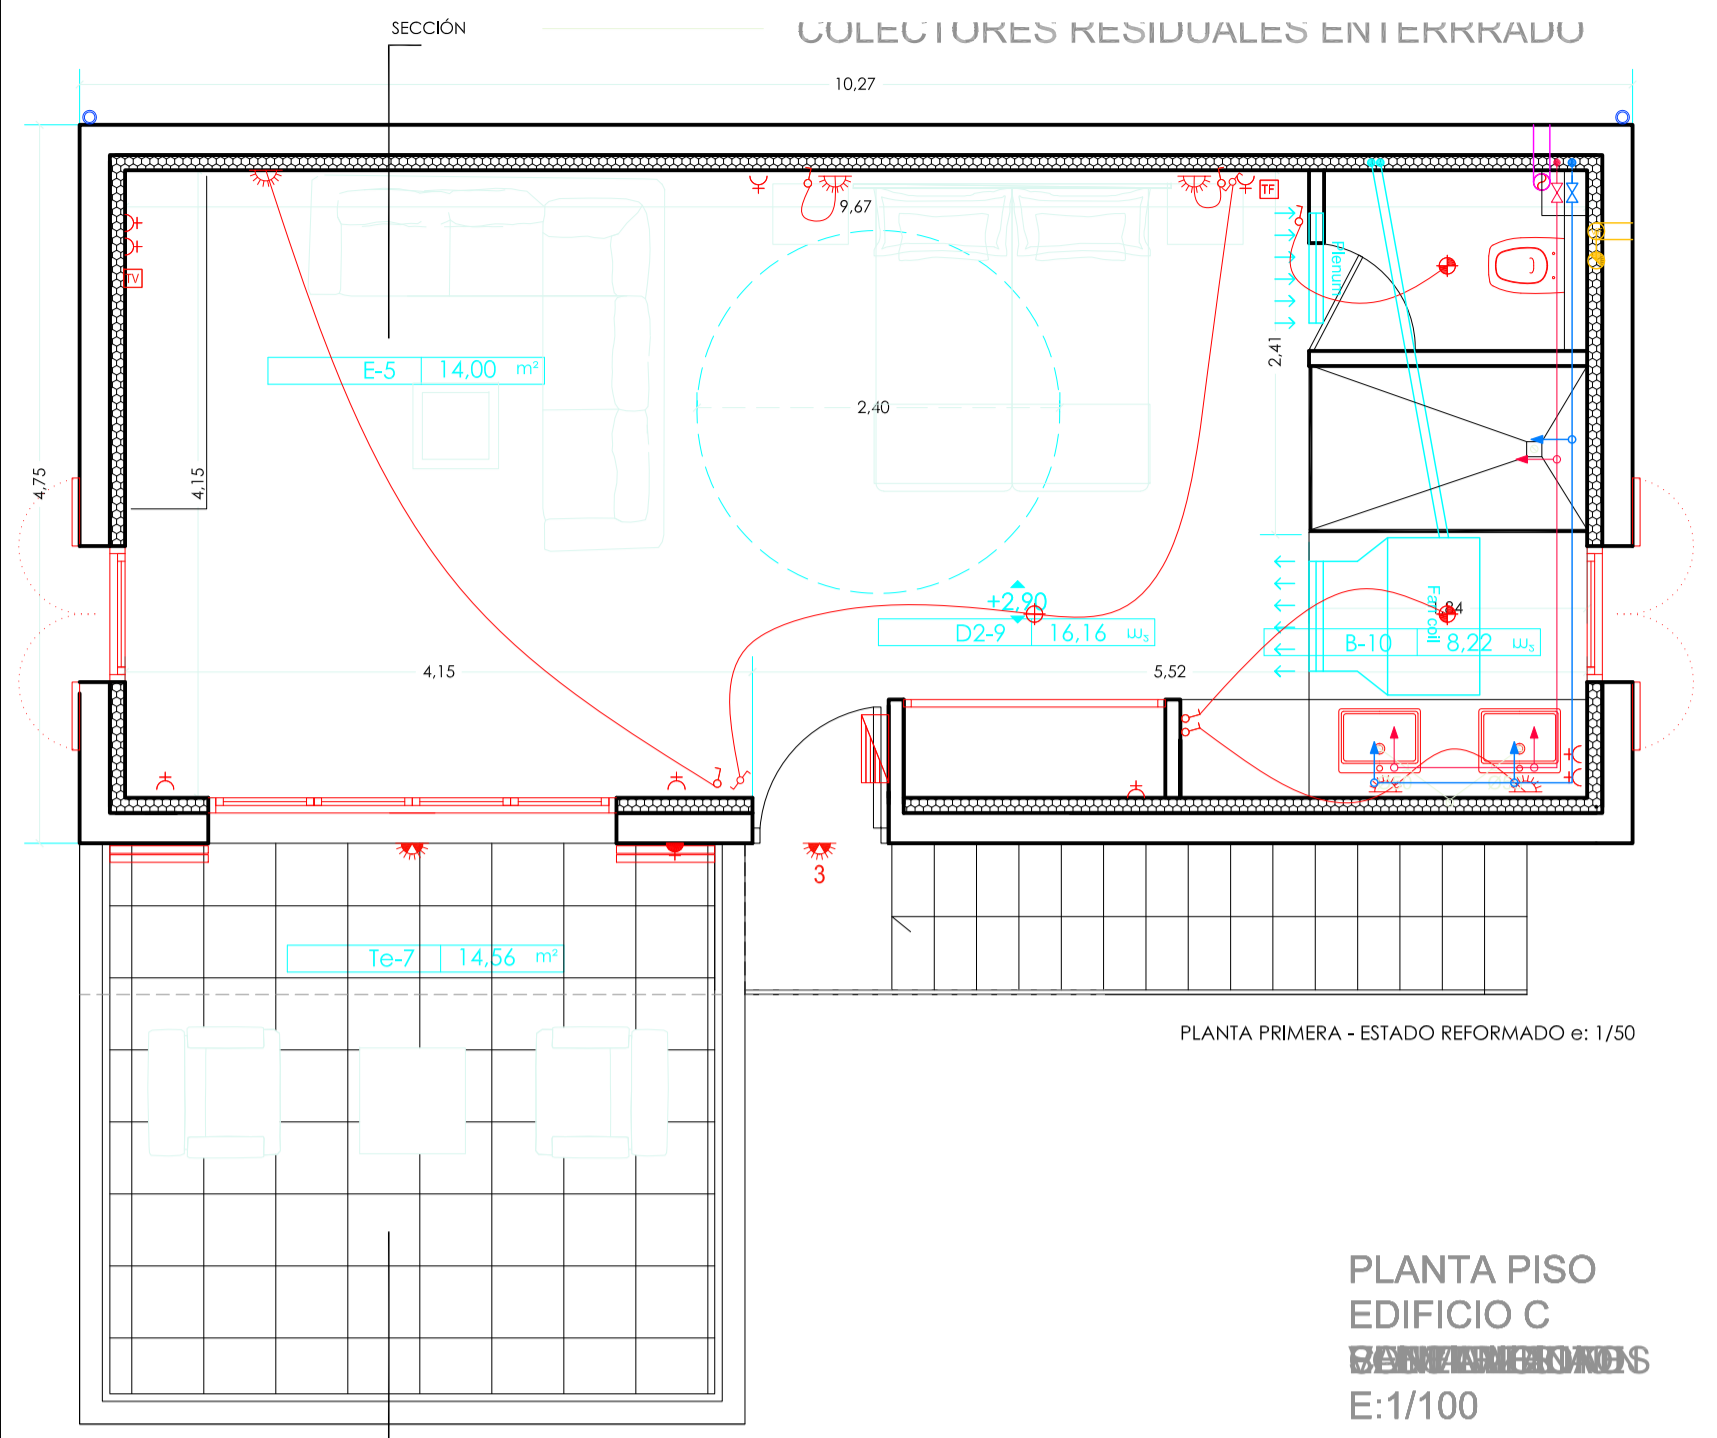 SECCIÓN
COLECTORES RESIDUALES ENTERRRADO
10,27
9,67
TF
TV
Plenum
E-5 14,00 m²
2,41
2,40
4,15
4,75
+2,90
Fan coil
D2-9 16,16 m²
B-10 8,22 m²
4,15
5,52
3
Te-7 14,56 m²
PLANTA PRIMERA - ESTADO REFORMADO e: 1/50
PLANTA PISO
EDIFICIO C
E:1/100